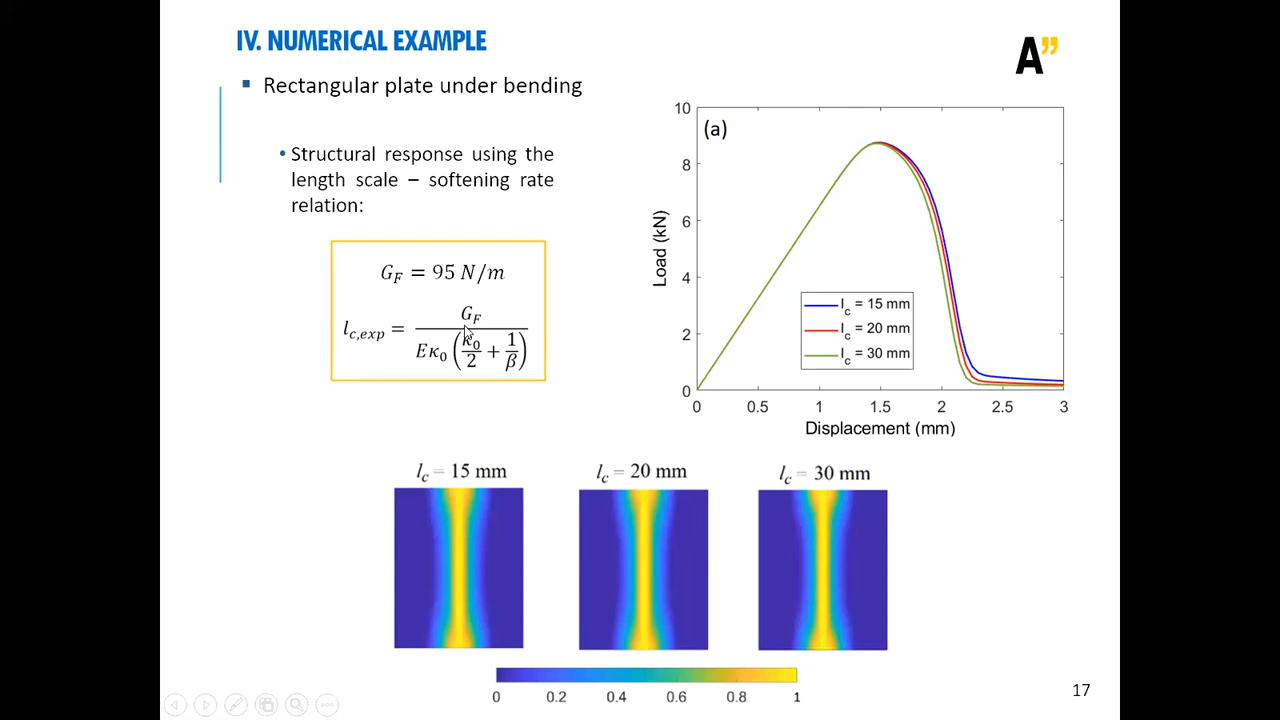 IV. NUMERICAL EXAMPLE
A”
▪ Rectangular plate under bending
• Structural response using the
length scale – softening rate
relation:
G_F = 95 N/m
l_{c,exp} = G_F / (Eκ_0 (κ_0/2 + 1/β))
(a)
10
8
6
4
2
0
Load (kN)
l_c = 15 mm
l_c = 20 mm
l_c = 30 mm
0 0.5 1 1.5 2 2.5 3
Displacement (mm)
l_c = 15 mm
l_c = 20 mm
l_c = 30 mm
0 0.2 0.4 0.6 0.8 1
17